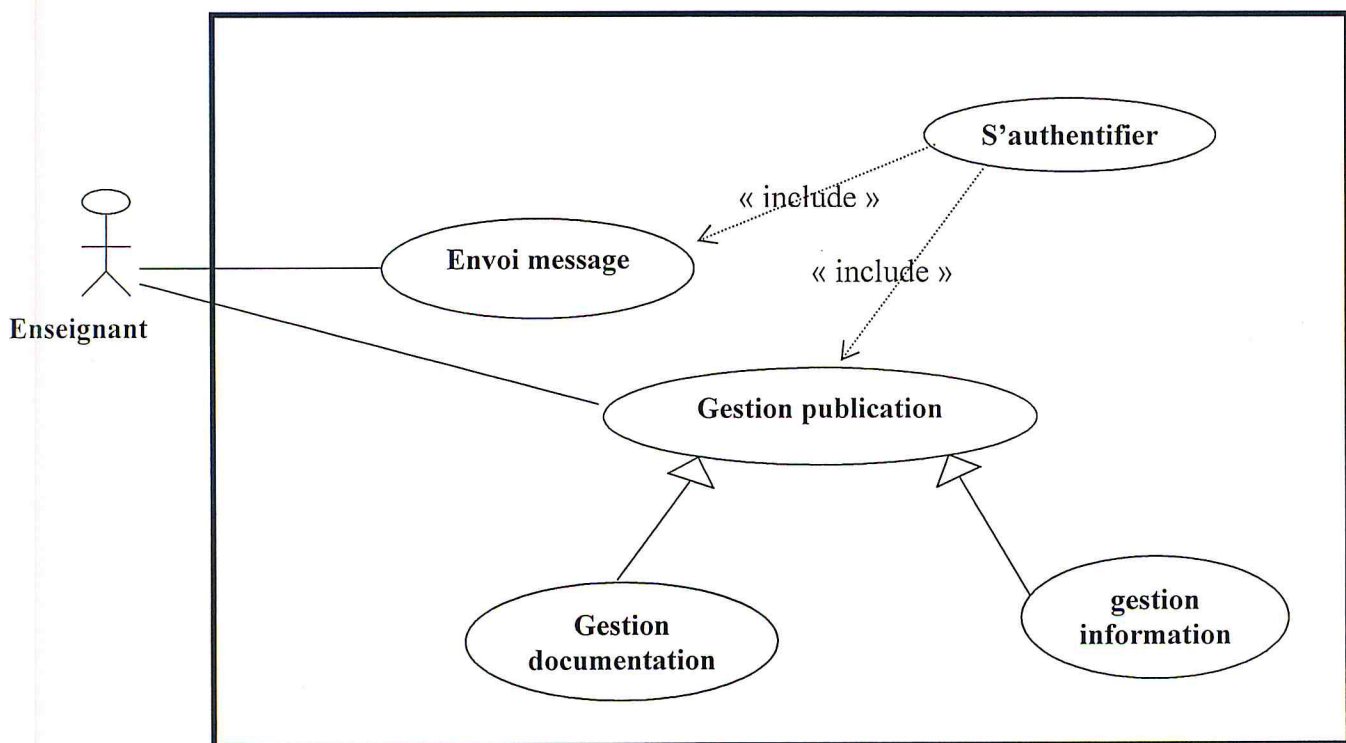 S'authentifier
« include »
Envoi message
« include »
Enseignant
Gestion publication
Gestion
documentation
gestion
information